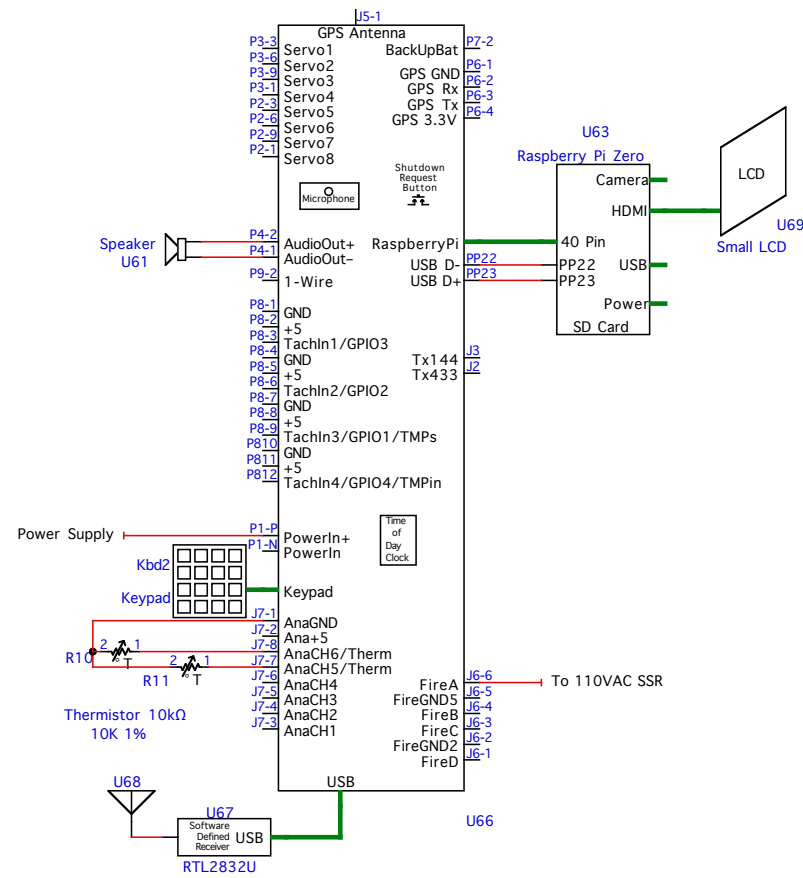 J5-1
GPS Antenna
P3-3
Servo1
P3-6
Servo2
P3-9
Servo3
P3-1
Servo4
P2-3
Servo5
P2-6
Servo6
P2-9
Servo7
P2-1
Servo8
BackUpBat
P7-2
GPS GND
P6-1
GPS Rx
P6-2
GPS Tx
P6-3
GPS 3.3V
P6-4
Shutdown
Request
Button
Microphone
U63
Raspberry Pi Zero
Camera
HDMI
40 Pin
USB
PP22
PP23
Power
SD Card
LCD
U69
Small LCD
Speaker
U61
P4-2
AudioOut+
P4-1
AudioOut−
P9-2
1-Wire
RaspberryPi
USB D-
PP22
USB D+
PP23
P8-1
GND
P8-2
+5
P8-3
TachIn1/GPIO3
P8-4
GND
P8-5
+5
P8-6
TachIn2/GPIO2
P8-7
GND
P8-8
+5
P8-9
TachIn3/GPIO1/TMPs
P810
GND
P811
+5
P812
TachIn4/GPIO4/TMPin
Tx144
J3
Tx433
J2
Power Supply
P1-P
PowerIn+
P1-N
PowerIn
Time
of
Day
Clock
Kbd2
Keypad
Keypad
J7-1
AnaGND
J7-2
Ana+5
J7-8
AnaCH6/Therm
J7-7
AnaCH5/Therm
J7-6
AnaCH4
J7-5
AnaCH3
J7-4
AnaCH2
J7-3
AnaCH1
R10
2
1
° T
R11
2
1
° T
Thermistor 10kΩ
10K 1%
FireA
J6-6
To 110VAC SSR
FireGND5
J6-5
FireB
J6-4
FireC
J6-3
FireGND2
J6-2
FireD
J6-1
USB
U66
U68
U67
Software
Defined
Receiver
USB
RTL2832U